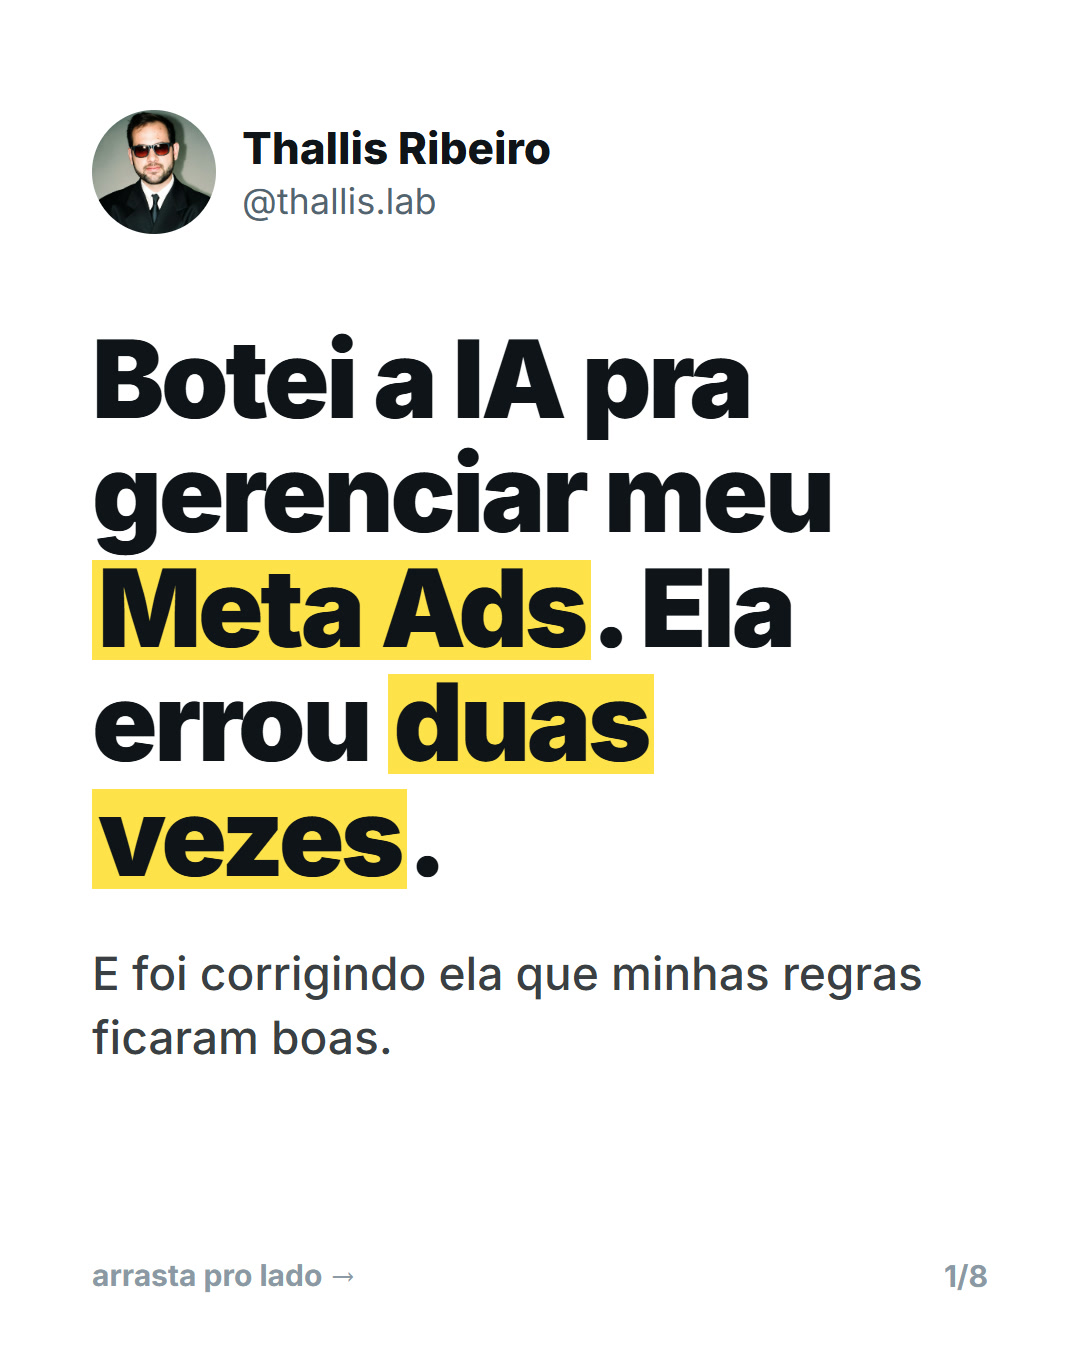 Thallis Ribeiro
@thallis.lab
Botei a IA pra
gerenciar meu
Meta Ads. Ela
errou duas
vezes.
E foi corrigindo ela que minhas regras
ficaram boas.
arrasta pro lado →
1/8